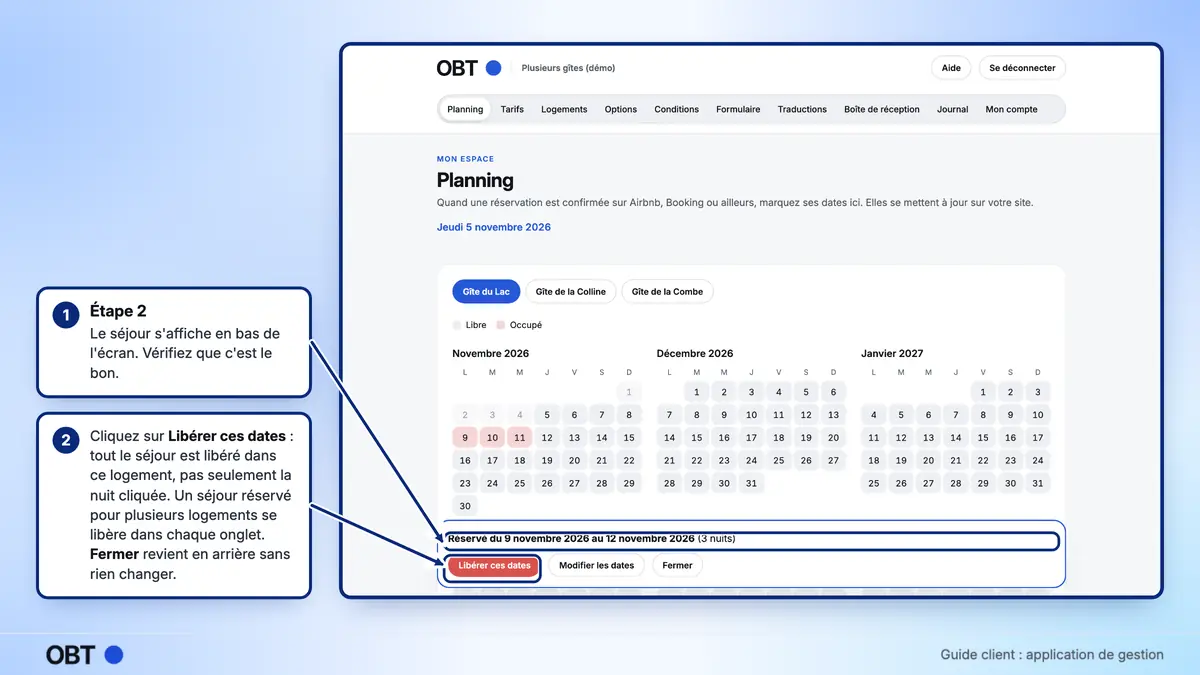 OBT
Plusieurs gîtes (démo)
Aide
Se déconnecter
Planning
Tarifs
Logements
Options
Conditions
Formulaire
Traductions
Boîte de réception
Journal
Mon compte
MON ESPACE
Planning
Quand une réservation est confirmée sur Airbnb, Booking ou ailleurs, marquez ses dates ici. Elles se mettent à jour sur votre site.
Jeudi 5 novembre 2026
Gîte du Lac
Gîte de la Colline
Gîte de la Combe
Libre
Occupé
Novembre 2026
L M M J V S D
1
2 3 4 5 6 7 8
9 10 11 12 13 14 15
16 17 18 19 20 21 22
23 24 25 26 27 28 29
30
Décembre 2026
L M M J V S D
1 2 3 4 5 6
7 8 9 10 11 12 13
14 15 16 17 18 19 20
21 22 23 24 25 26 27
28 29 30 31
Janvier 2027
L M M J V S D
1 2 3
4 5 6 7 8 9 10
11 12 13 14 15 16 17
18 19 20 21 22 23 24
25 26 27 28 29 30 31
Réservé du 9 novembre 2026 au 12 novembre 2026 (3 nuits)
Libérer ces dates
Modifier les dates
Fermer
1
Étape 2
Le séjour s'affiche en bas de
l'écran. Vérifiez que c'est le
bon.
2
Cliquez sur Libérer ces dates :
tout le séjour est libéré dans
ce logement, pas seulement la
nuit cliquée. Un séjour réservé
pour plusieurs logements se
libère dans chaque onglet.
Fermer revient en arrière sans
rien changer.
OBT
Guide client : application de gestion